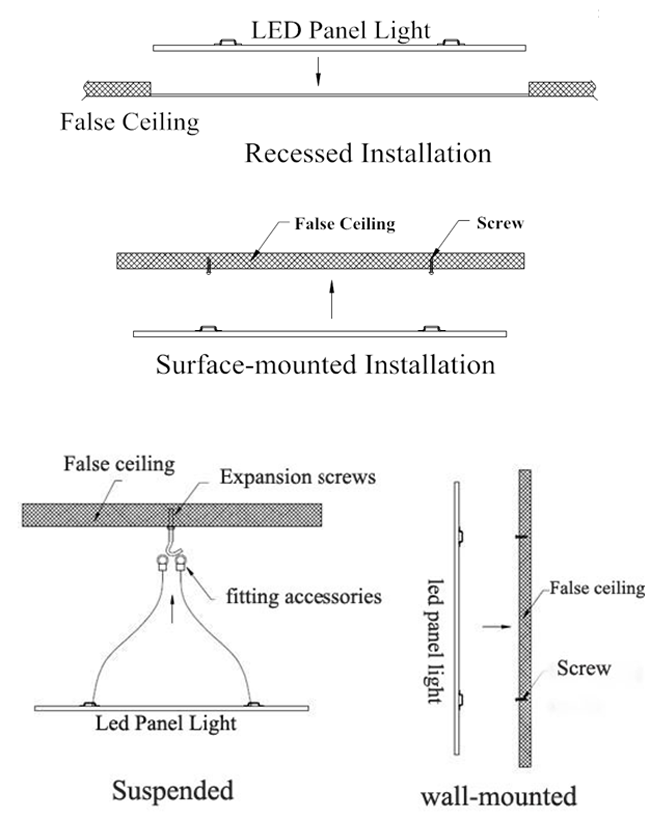 LED Panel Light
False Ceiling
Recessed Installation
False Ceiling
Screw
Surface-mounted Installation
False ceiling
Expansion screws
fitting accessories
Led Panel Light
Suspended
led panel light
False ceiling
Screw
wall-mounted